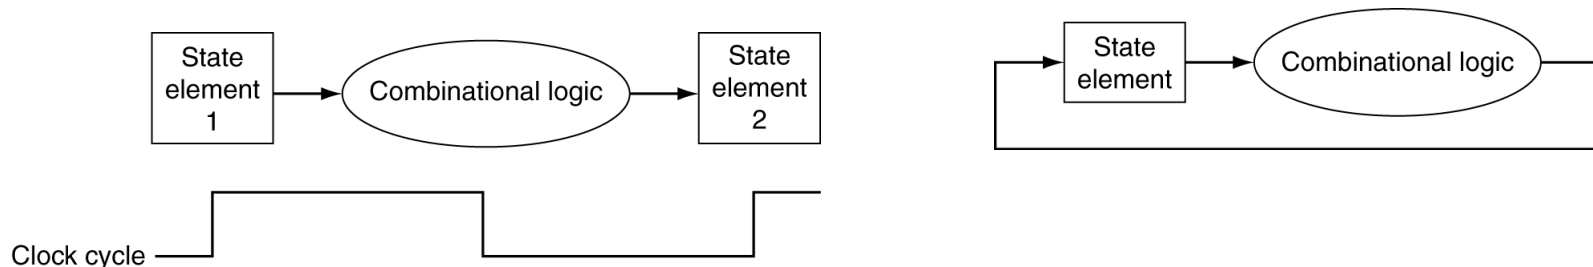 State
element
1
Combinational logic
State
element
2
Clock cycle
State
element
Combinational logic